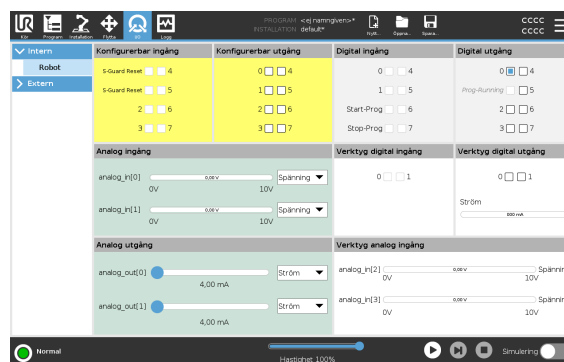 Kör
Program
Installation
Flytta
I/O
Logg
PROGRAM <ej namngiven>*
INSTALLATION default*
Nytt..
Öppna..
Spara..
CCCC
CCCC
Intern
Robot
Extern
Konfigurerbar ingång
S-Guard Reset 4
S-Guard Reset 5
2 6
3 7
Konfigurerbar utgång
0 4
1 5
2 6
3 7
Digital ingång
0 4
1 5
Start-Prog 6
Stop-Prog 7
Digital utgång
0 4
Prog-Running 5
2 6
3 7
Analog ingång
analog_in[0] 0,00 V Spänning
0V 10V
analog_in[1] 0,00 V Spänning
0V 10V
Verktyg digital ingång
0 1
Verktyg digital utgång
0 1
Ström
000 mA
Analog utgång
analog_out[0] Ström
4,00 mA
analog_out[1] Ström
4,00 mA
Verktyg analog ingång
analog_in[2] 0,00 V Spännin
0V 10V
analog_in[3] 0,00 V Spännin
0V 10V
Normal
Hastighet 100%
Simulering